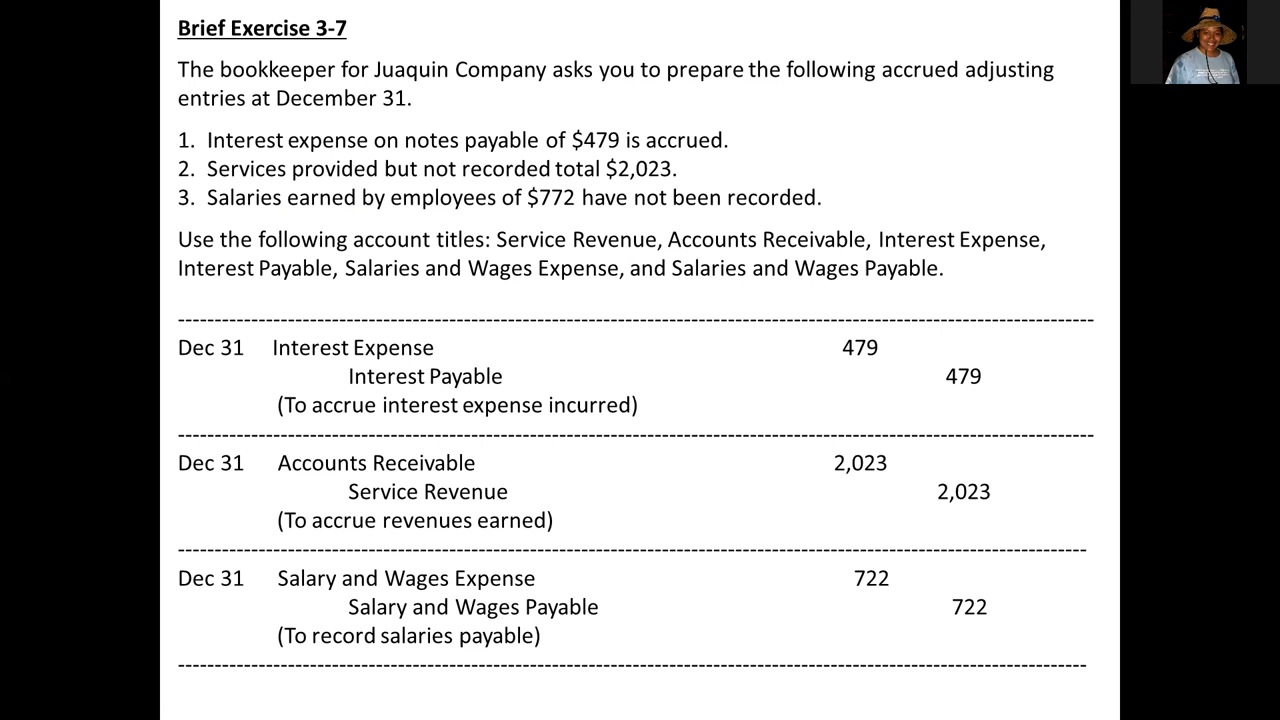 Brief Exercise 3-7
The bookkeeper for Juaquin Company asks you to prepare the following accrued adjusting
entries at December 31.
1. Interest expense on notes payable of $479 is accrued.
2. Services provided but not recorded total $2,023.
3. Salaries earned by employees of $772 have not been recorded.
Use the following account titles: Service Revenue, Accounts Receivable, Interest Expense,
Interest Payable, Salaries and Wages Expense, and Salaries and Wages Payable.
Dec 31 Interest Expense 479
Interest Payable 479
(To accrue interest expense incurred)
Dec 31 Accounts Receivable 2,023
Service Revenue 2,023
(To accrue revenues earned)
Dec 31 Salary and Wages Expense 722
Salary and Wages Payable 722
(To record salaries payable)